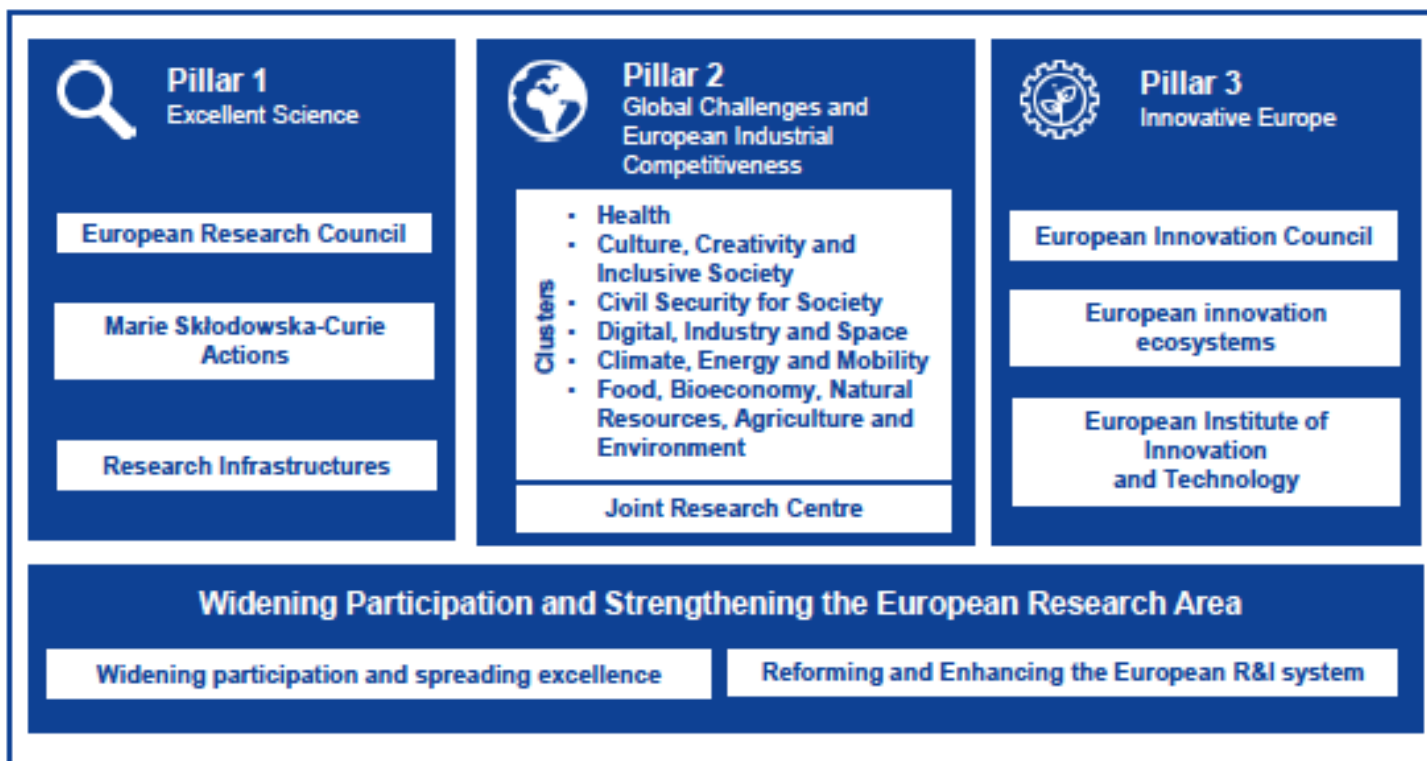 Pillar 1
Excellent Science
European Research Council
Marie Skłodowska-Curie
Actions
Research Infrastructures
Pillar 2
Global Challenges and
European Industrial
Competitiveness
Clusters
▪ Health
▪ Culture, Creativity and
Inclusive Society
▪ Civil Security for Society
▪ Digital, Industry and Space
▪ Climate, Energy and Mobility
▪ Food, Bioeconomy, Natural
Resources, Agriculture and
Environment
Joint Research Centre
Pillar 3
Innovative Europe
European Innovation Council
European innovation
ecosystems
European Institute of
Innovation
and Technology
Widening Participation and Strengthening the European Research Area
Widening participation and spreading excellence
Reforming and Enhancing the European R&I system